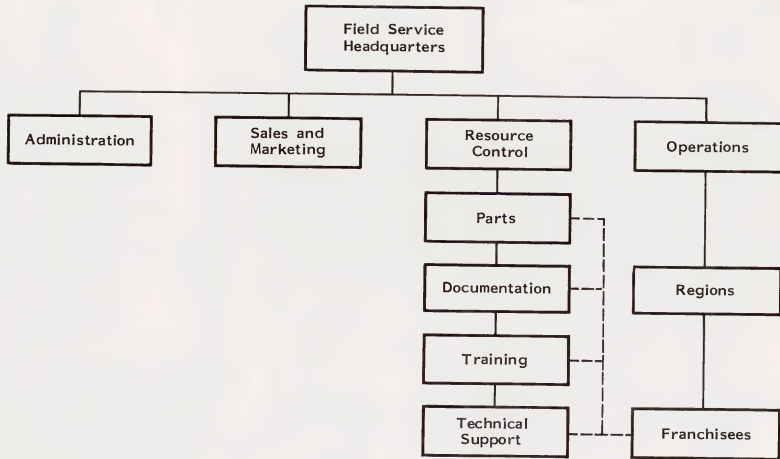 Field Service
Headquarters
Administration
Sales and
Marketing
Resource
Control
Operations
Parts
Documentation
Regions
Training
Technical
Support
Franchisees